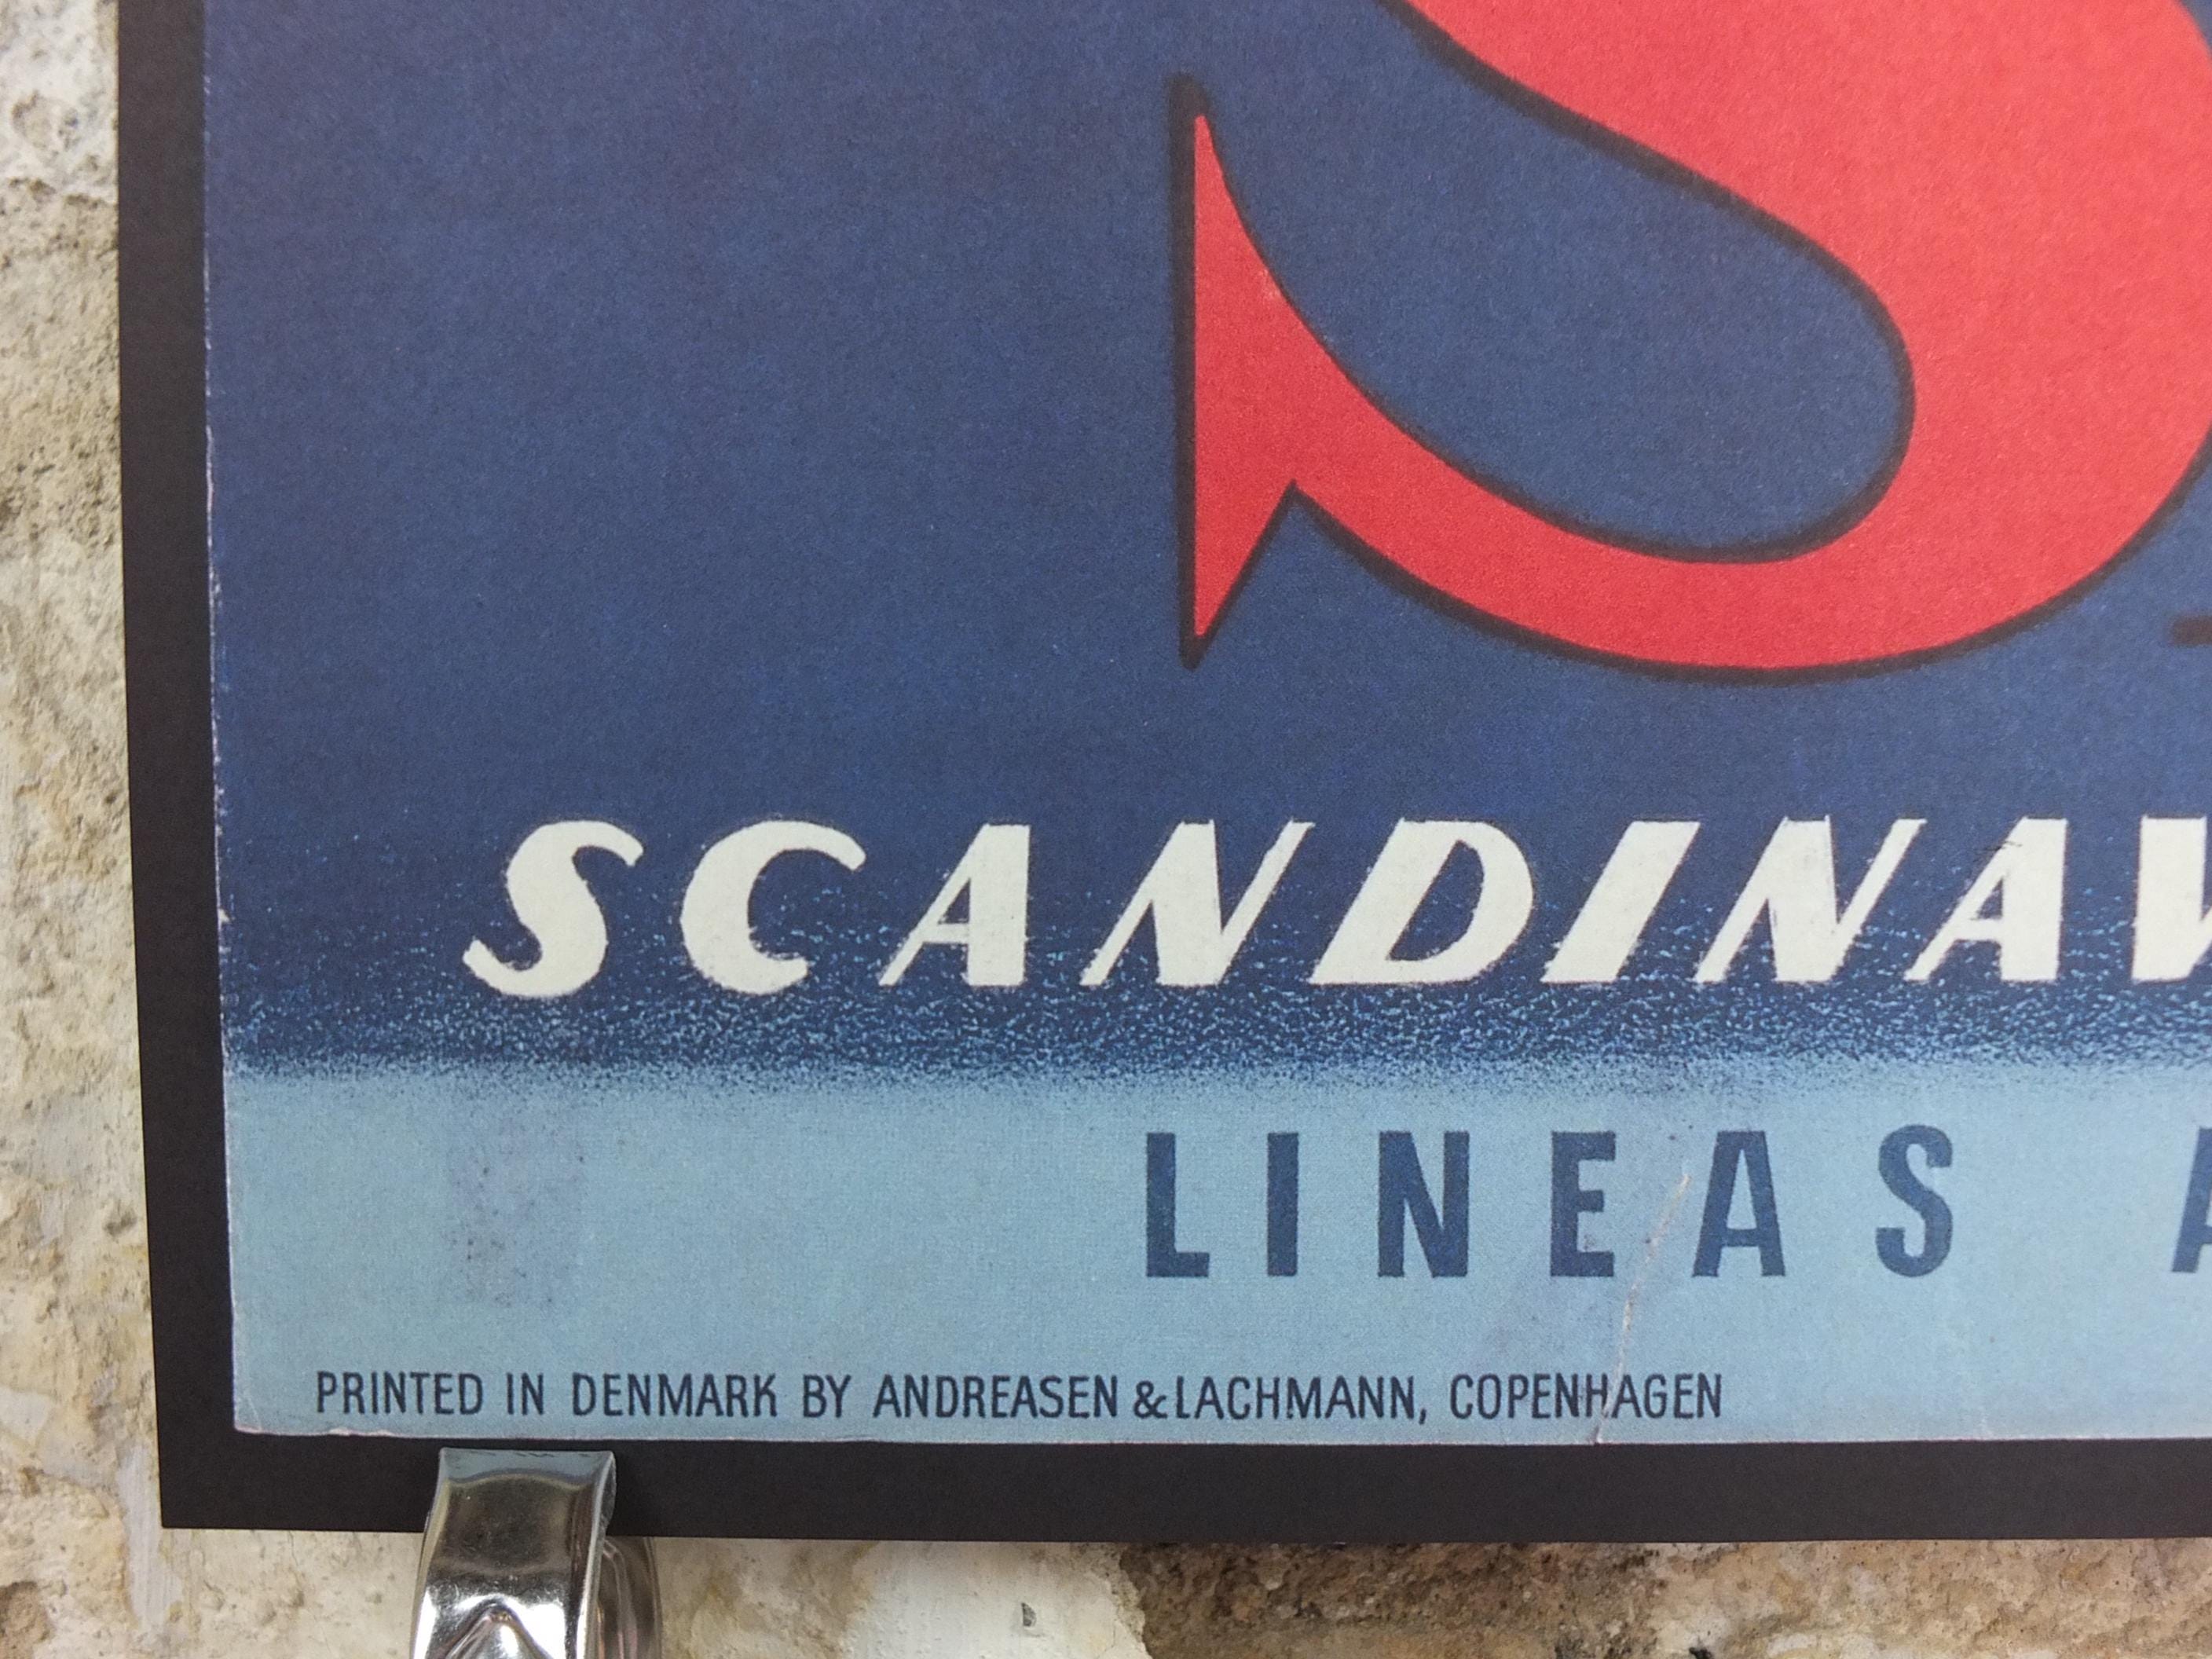 S
SCANDINAV
LINEAS A
PRINTED IN DENMARK BY ANDREASEN & LACHMANN, COPENHAGEN